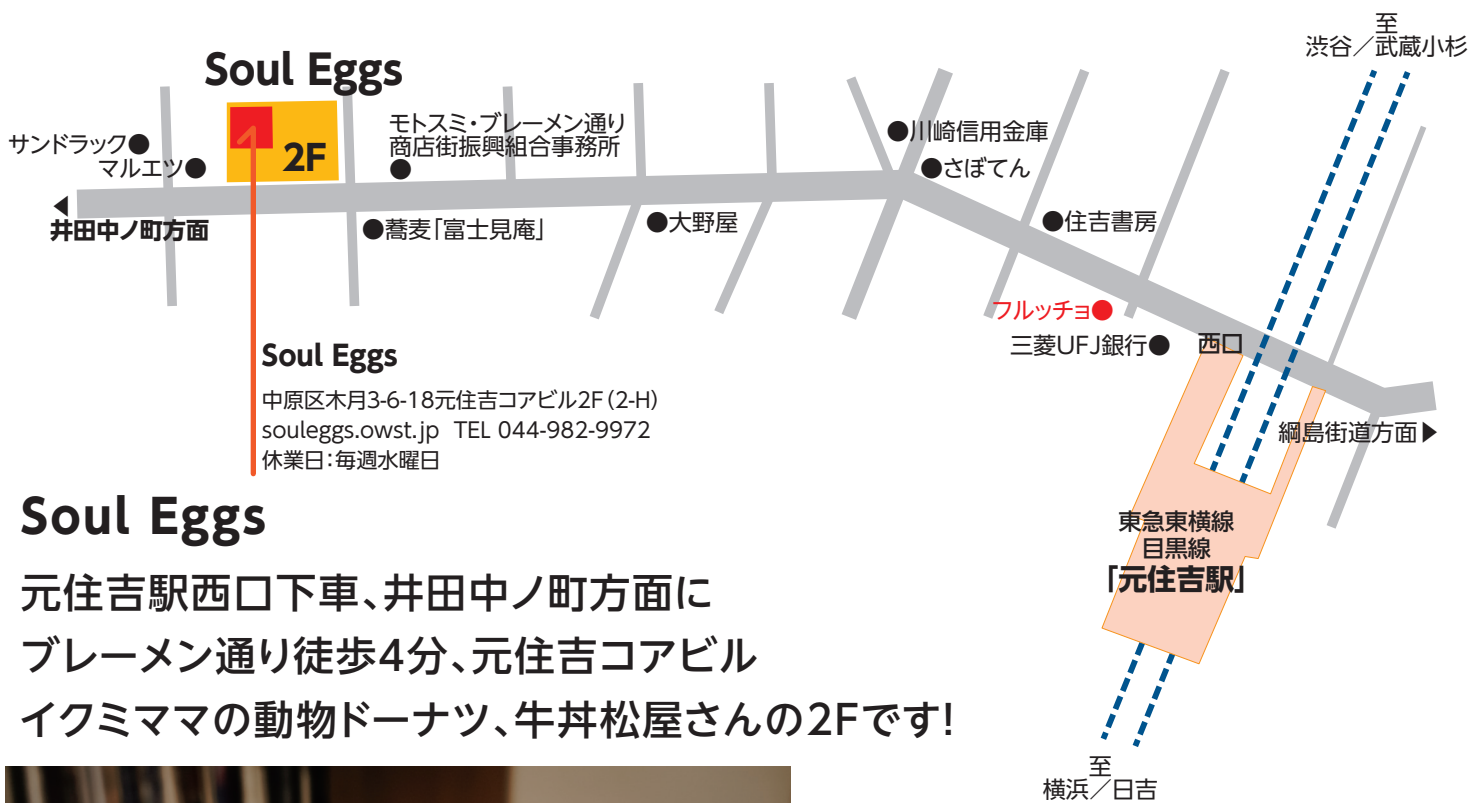 至
渋谷／武蔵小杉
Soul Eggs
2F
サンドラック●
マルエツ●
モトスミ・ブレーメン通り
商店街振興組合事務所
●
●川崎信用金庫
●さぼてん
◀
井田中ノ町方面
●蕎麦「富士見庵」
●大野屋
●住吉書房
フルッチョ●
三菱UFJ銀行●
西口
綱島街道方面▶
Soul Eggs
中原区木月3-6-18元住吉コアビル2F（2-H）
souleggs.owst.jp TEL 044-982-9972
休業日：毎週水曜日
東急東横線
目黒線
「元住吉駅」
至
横浜／日吉
Soul Eggs
元住吉駅西口下車、井田中ノ町方面に
ブレーメン通り徒歩4分、元住吉コアビル
イクミママの動物ドーナツ、牛丼松屋さんの2Fです!